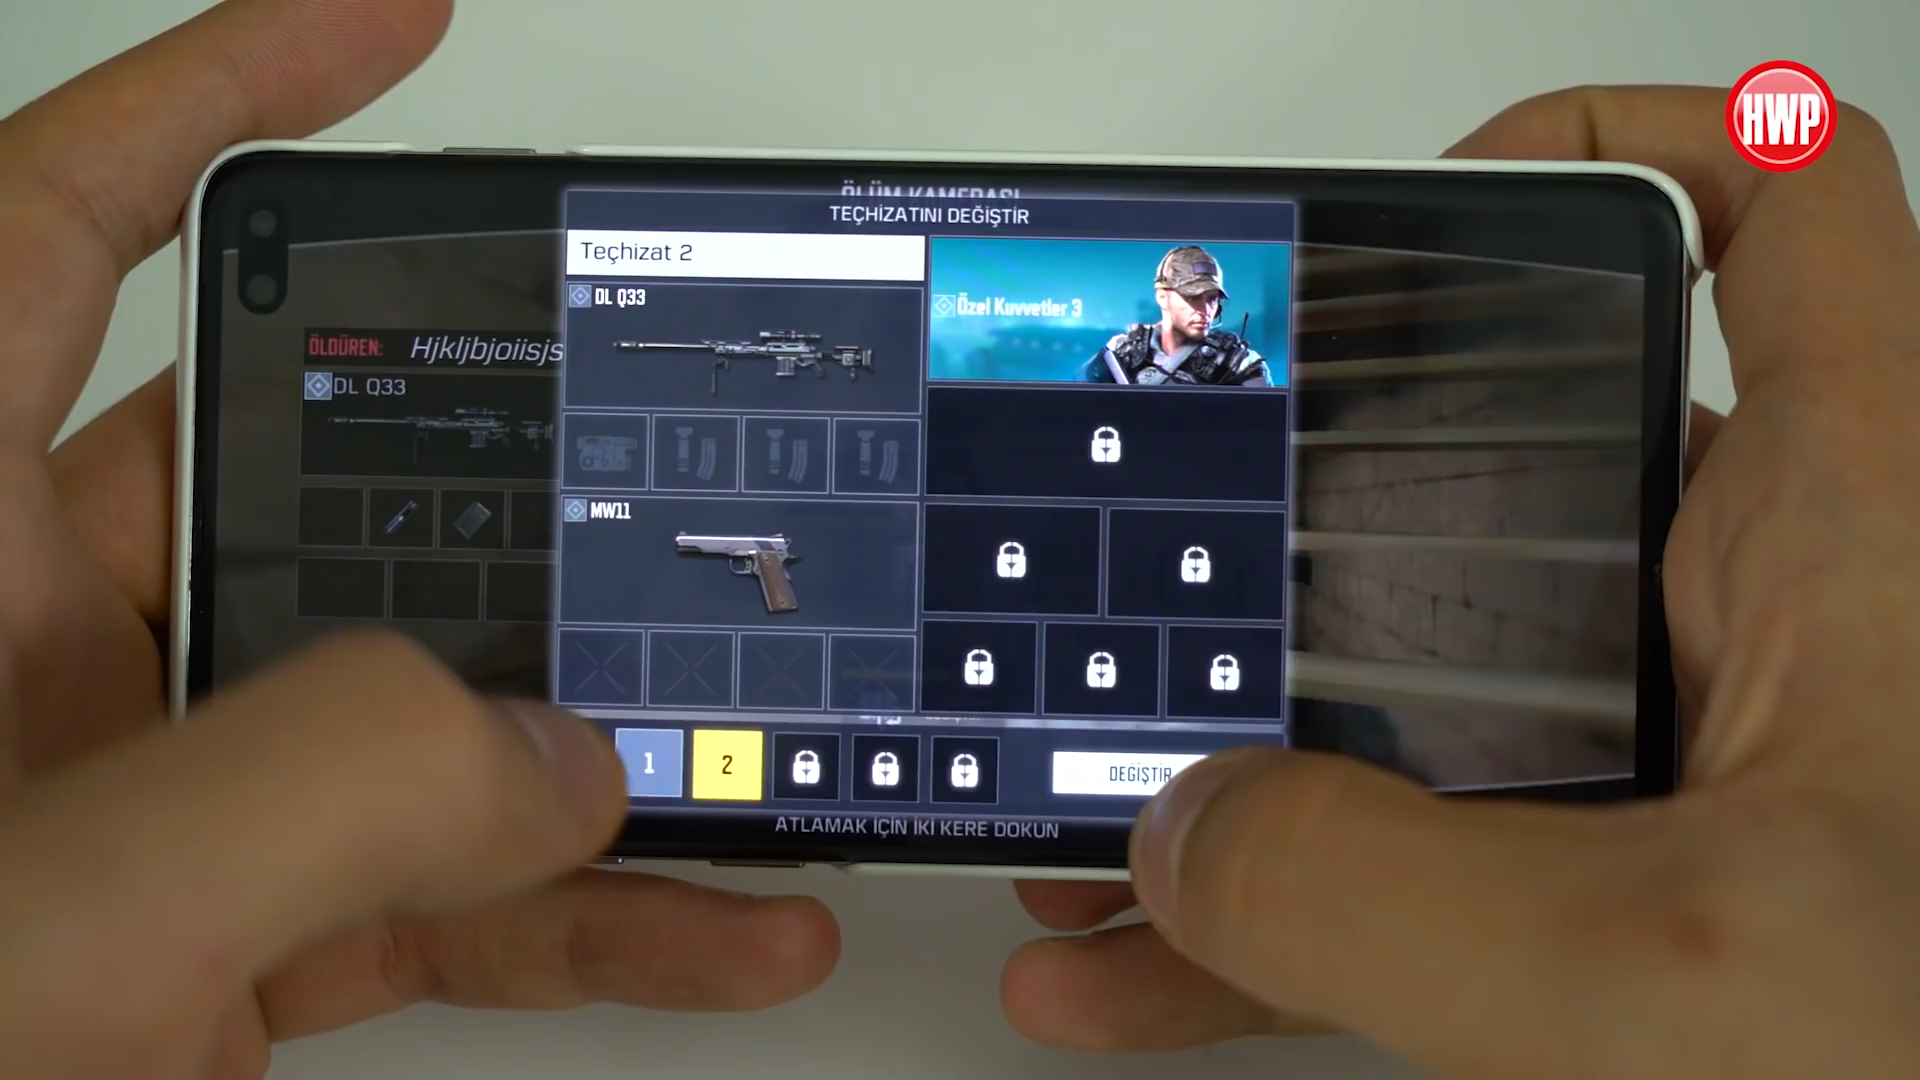 HWP
ÖLÜM KAMERASI
TEÇHİZATINI DEĞİŞTİR
Teçhizat 2
DL Q33
Özel Kuvvetler 3
ÖLDÜREN: Hjkljbjoiisjs
DL Q33
MW11
1
2
DEĞİŞTİR
ATLAMAK İÇİN İKİ KERE DOKUN